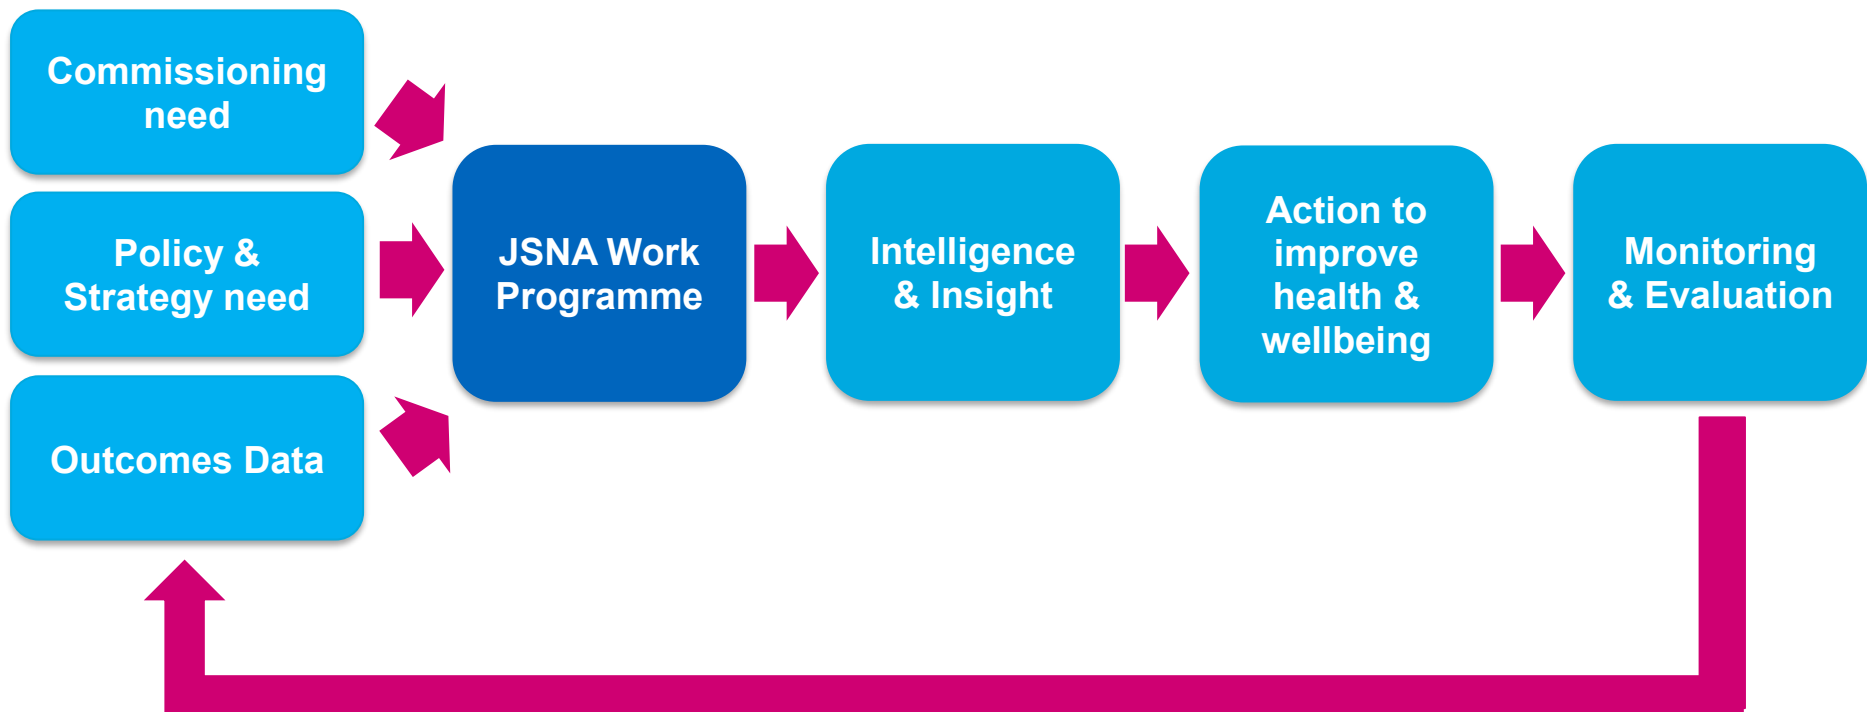 Commissioning
need
Policy &
Strategy need
Outcomes Data
JSNA Work
Programme
Intelligence
& Insight
Action to
improve
health &
wellbeing
Monitoring
& Evaluation